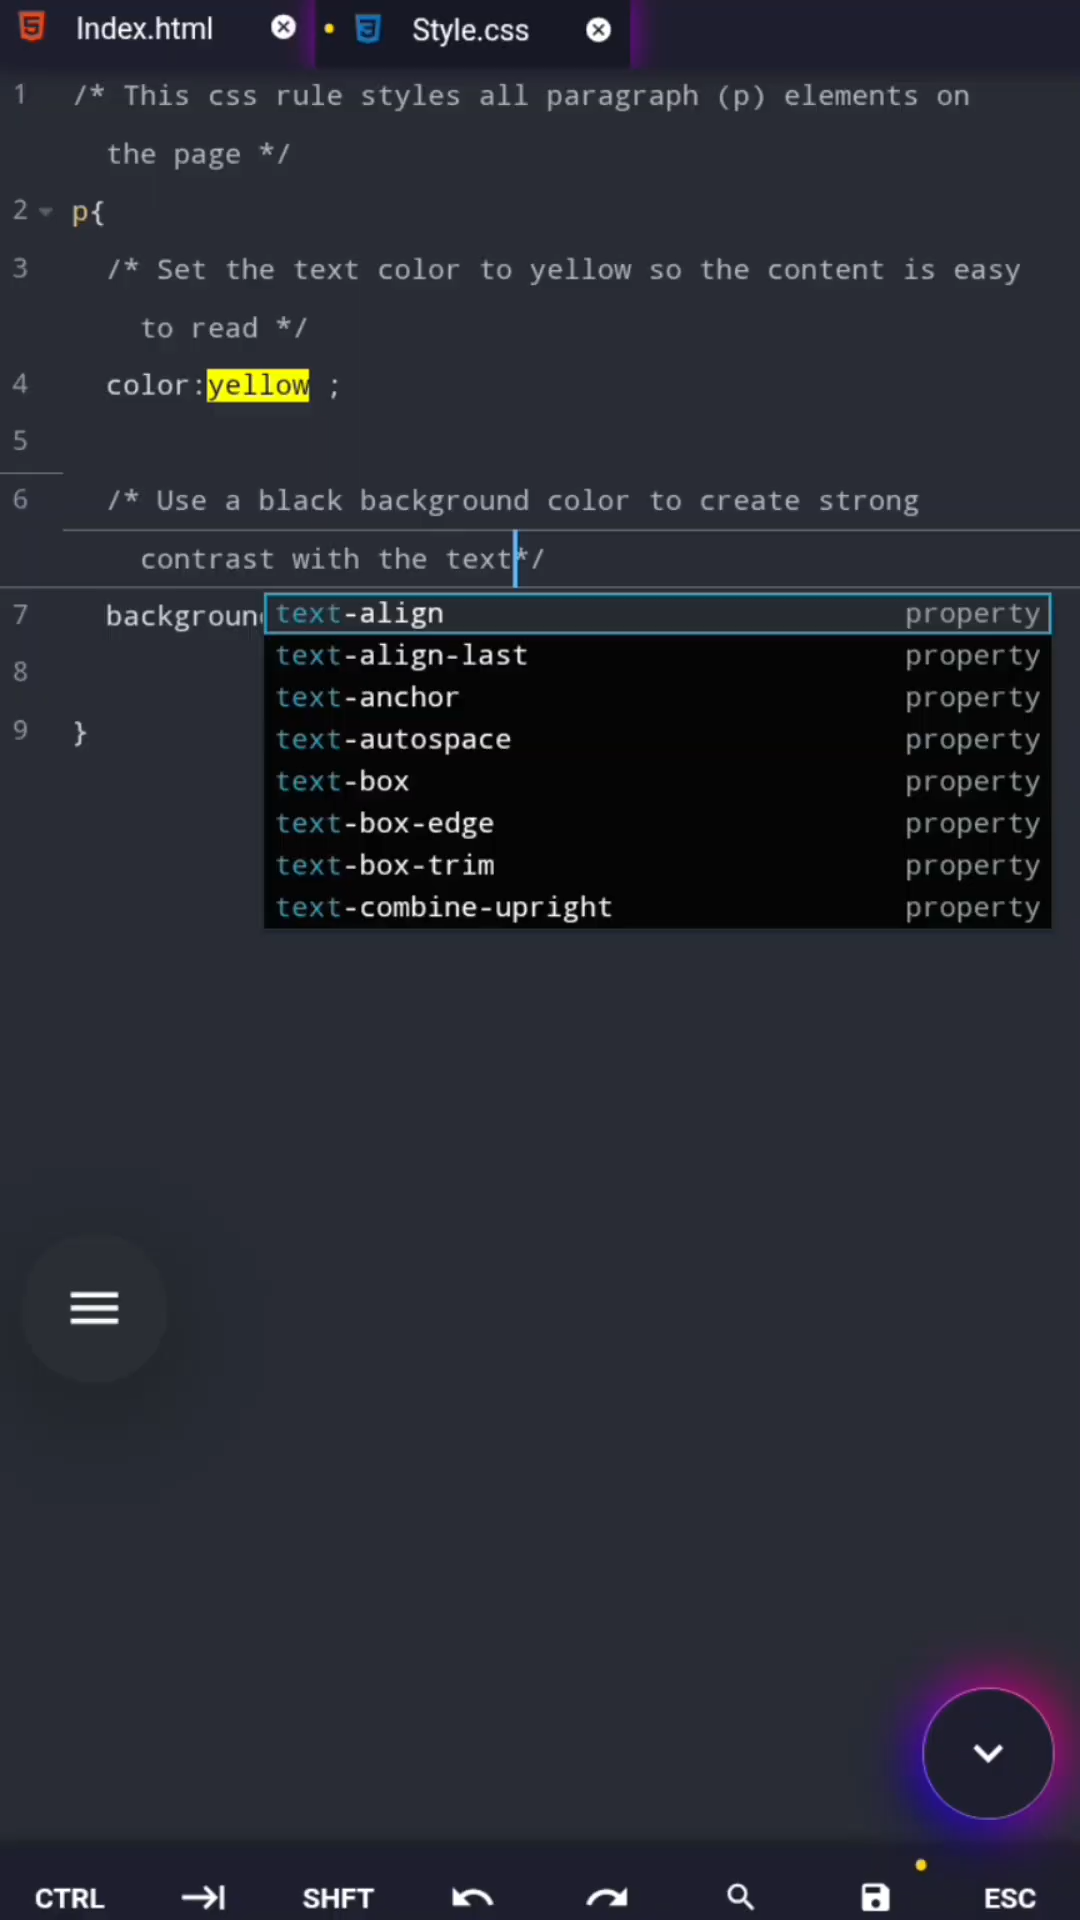 Index.html
Style.css
1 /* This css rule styles all paragraph (p) elements on
the page */
2 p{
3 /* Set the text color to yellow so the content is easy
to read */
4 color:yellow ;
5
6 /* Use a black background color to create strong
contrast with the text*/
7 backgroun
text-align property
text-align-last property
text-anchor property
text-autospace property
text-box property
text-box-edge property
text-box-trim property
text-combine-upright property
8
9 }
CTRL SHFT ESC